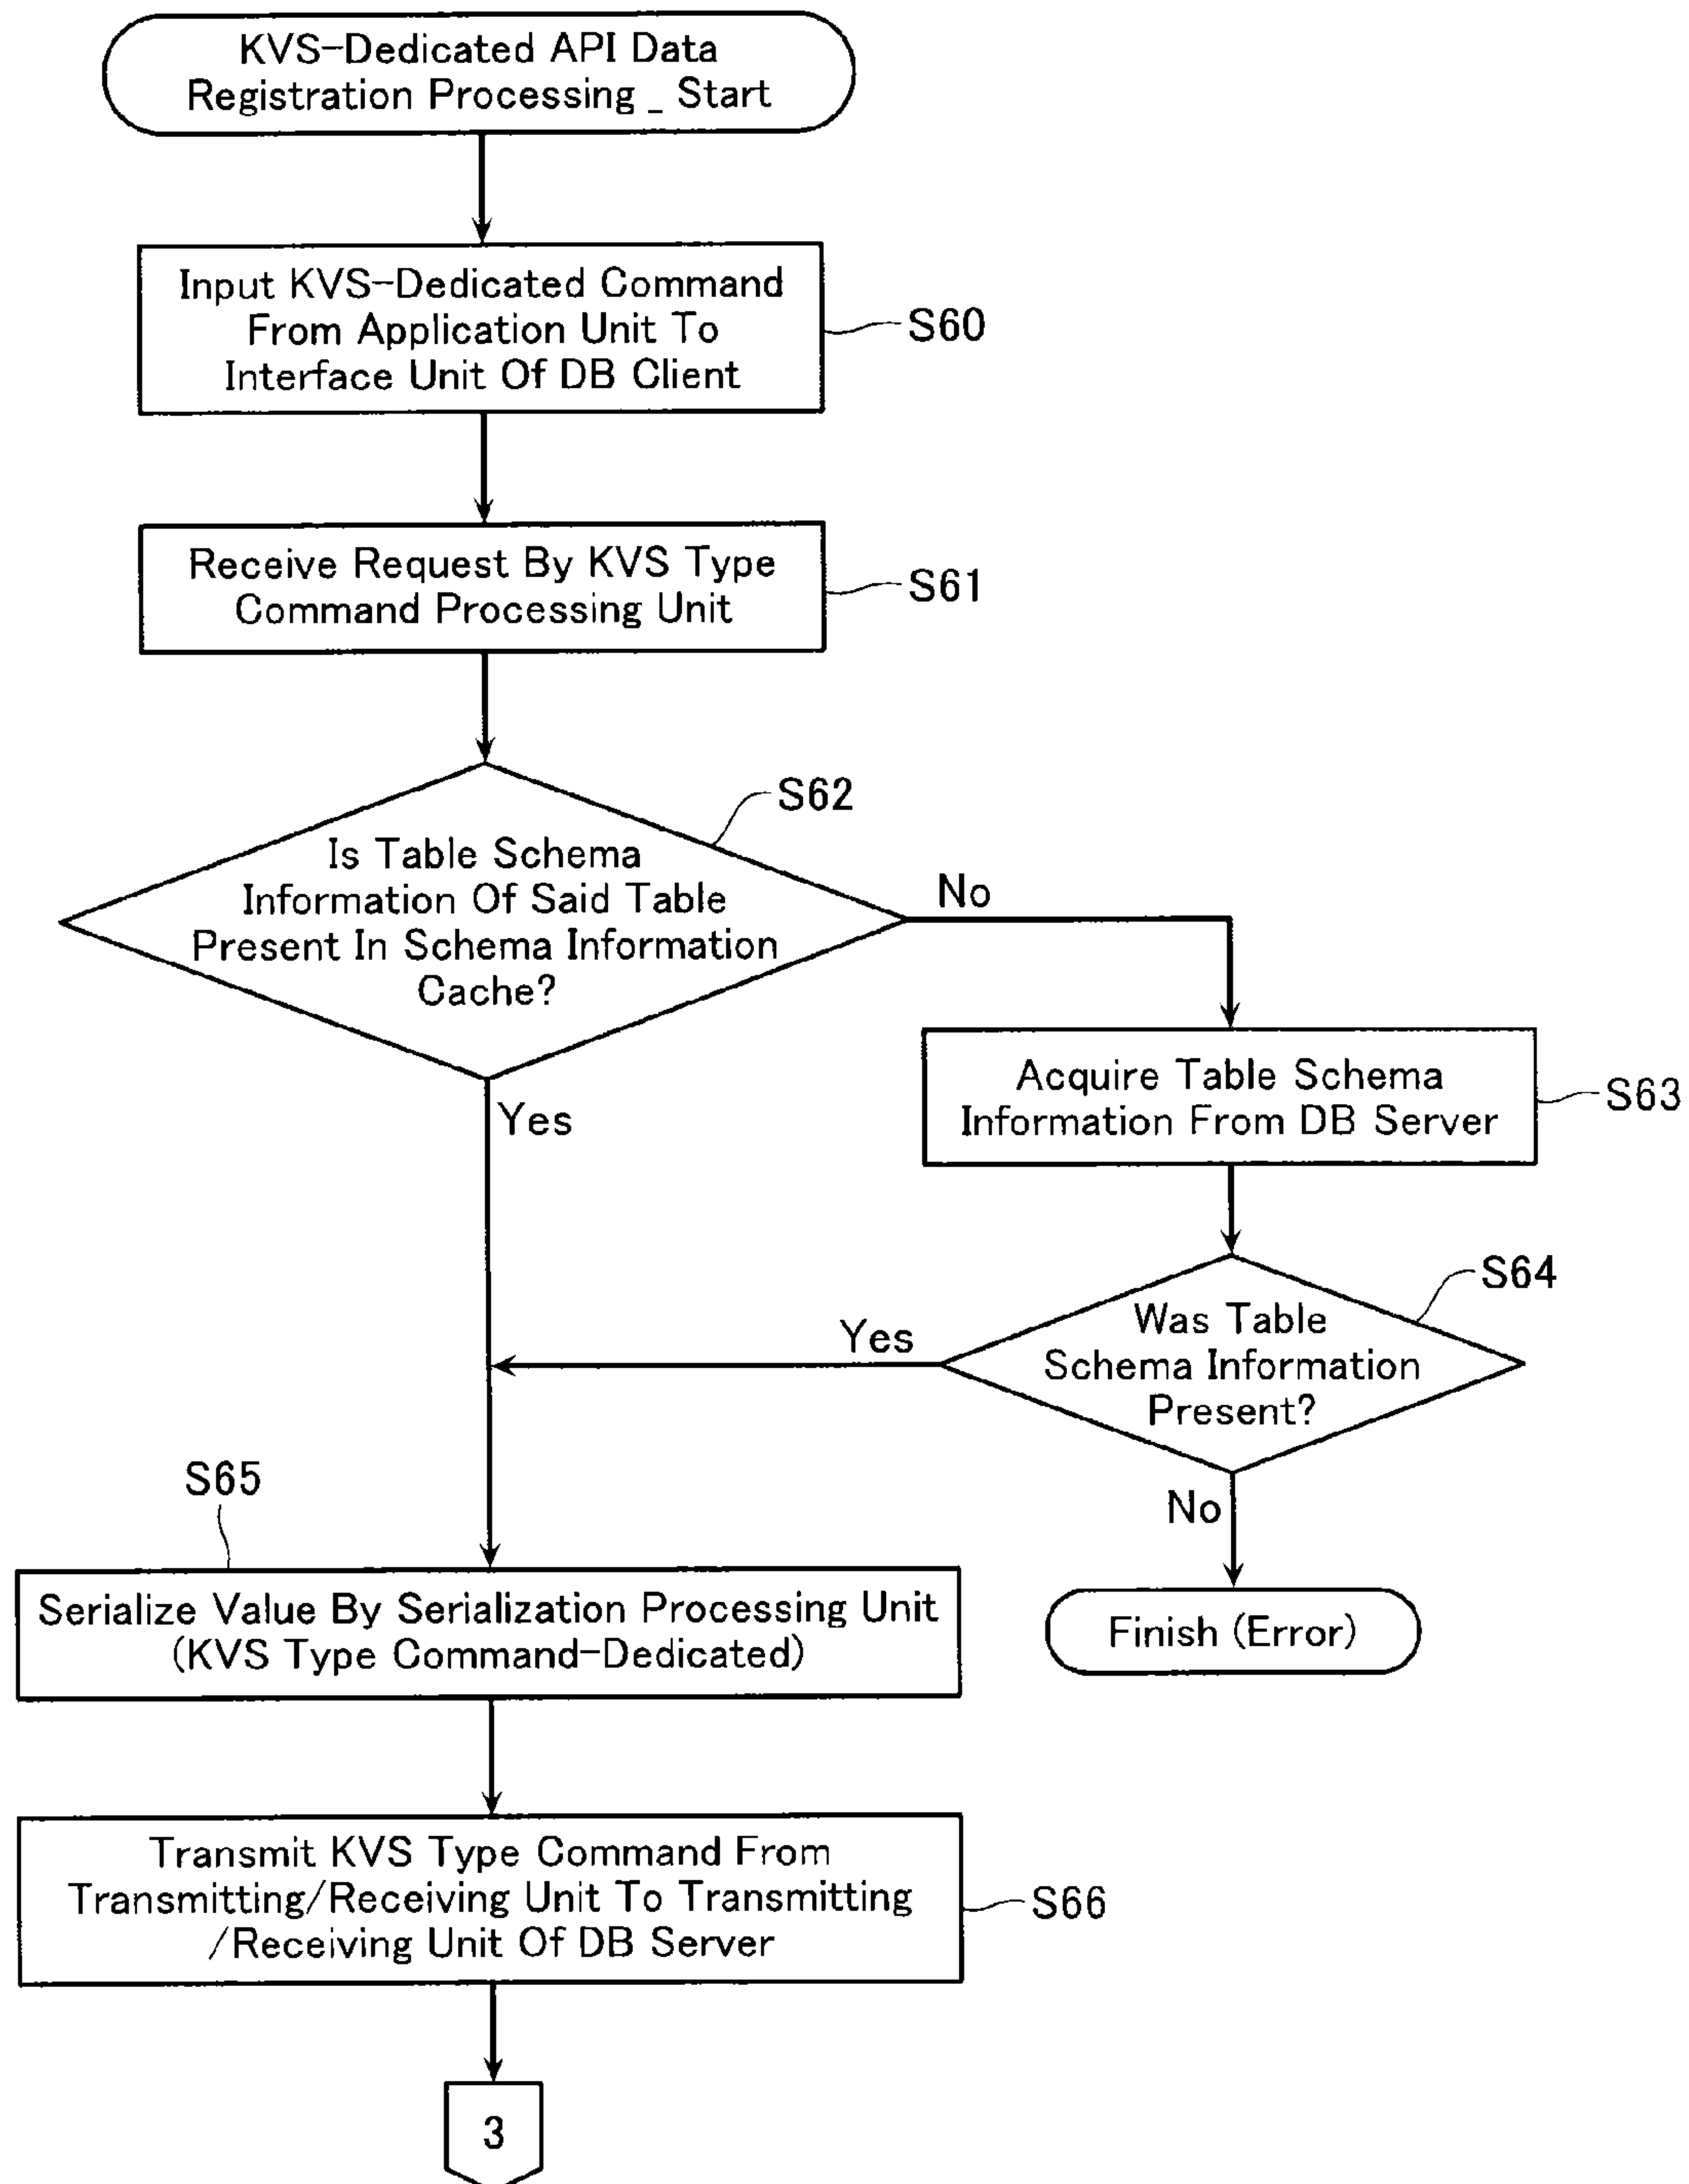 KVS-Dedicated API Data
Registration Processing _ Start
Input KVS-Dedicated Command
From Application Unit To
Interface Unit Of DB Client
S60
Receive Request By KVS Type
Command Processing Unit
S61
S62
Is Table Schema
Information Of Said Table
Present In Schema Information
Cache?
No
Yes
Acquire Table Schema
Information From DB Server
S63
S64
Was Table
Schema Information
Present?
Yes
No
Finish (Error)
S65
Serialize Value By Serialization Processing Unit
(KVS Type Command-Dedicated)
Transmit KVS Type Command From
Transmitting/Receiving Unit To Transmitting
/Receiving Unit Of DB Server
S66
3